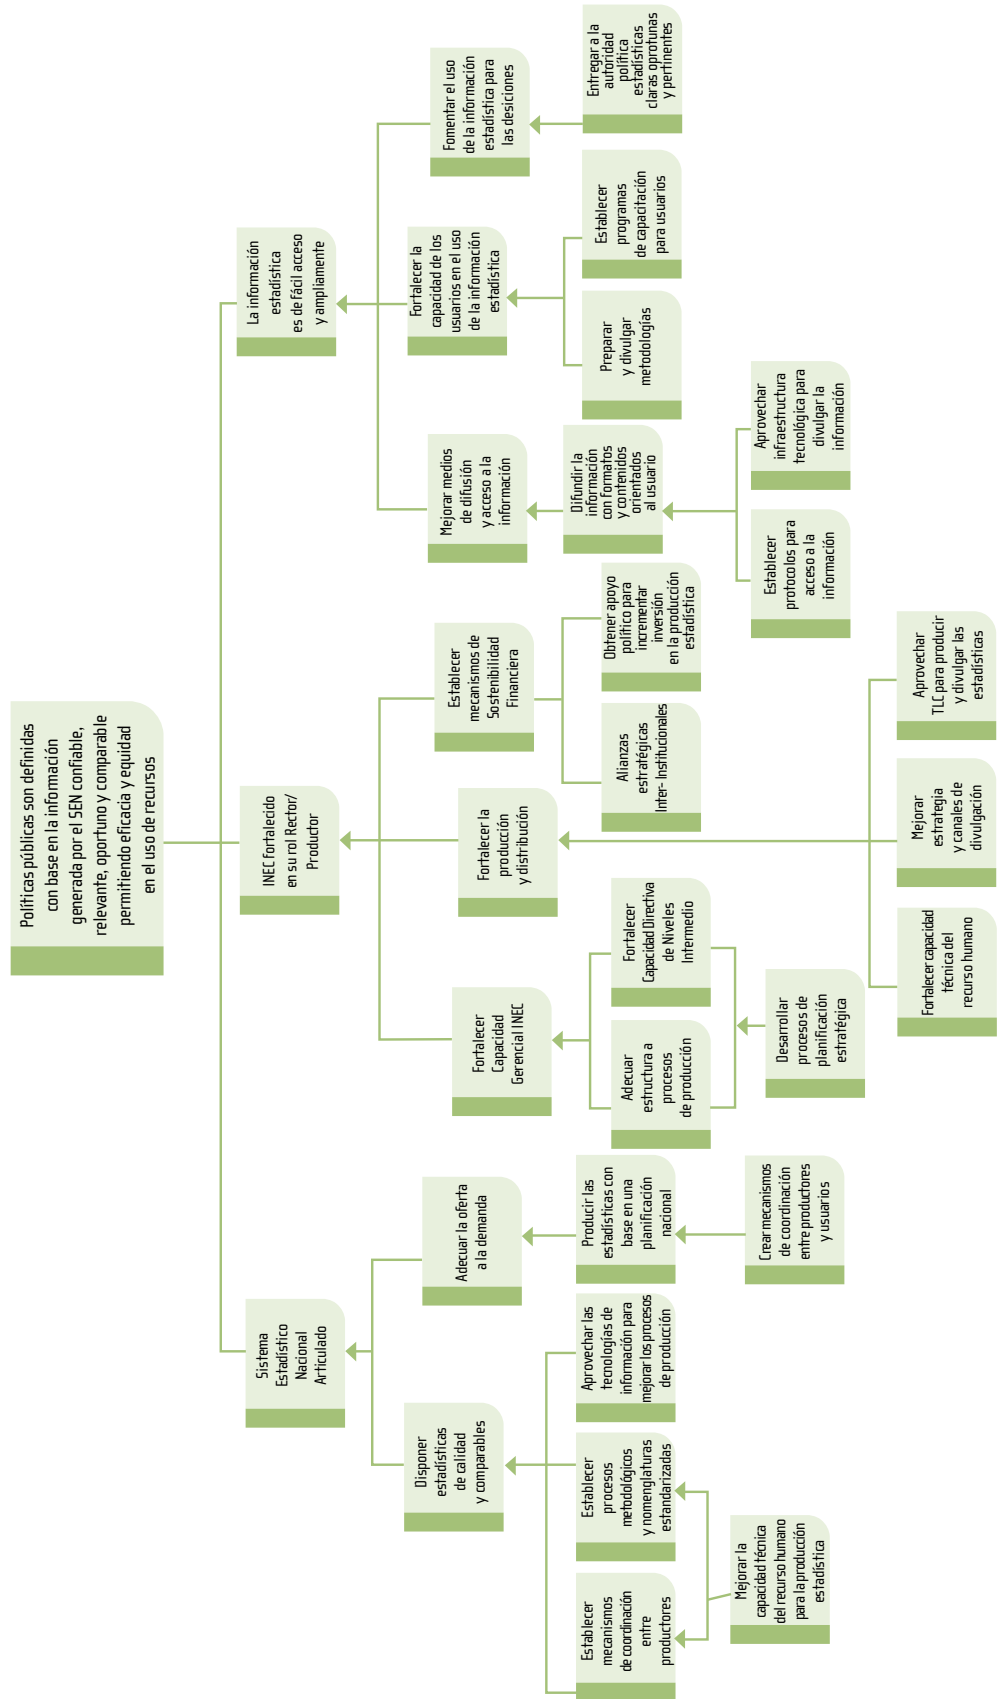 Políticas públicas son definidas
con base en la información
generada por el SEN confiable,
relevante, oportuno y comparable
permitiendo eficacia y equidad
en el uso de recursos
Sistema
Estadístico
Nacional
Articulado
INEC fortalecido
en su rol Rector/
Productor
La información
estadística
es de fácil acceso
y ampliamente
Disponer
estadísticas
de calidad
y comparables
Adecuar la oferta
a la demanda
Fortalecer
Capacidad
Gerencial INEC
Fortalecer la
producción
y distribución
Establecer
mecanismos de
Sostenibilidad
Financiera
Mejorar medios
de difusión
y acceso a la
información
Fortalecer la
capacidad de los
usuarios en el uso
de la información
estadística
Fomentar el uso
de la información
estadística para
las desiciones
Establecer
mecanismos
de coordinación
entre
productores
Establecer
procesos
metodológicos
y nomenglaturas
estandarizadas
Aprovechar las
tecnologías de
información para
mejorar los procesos
de producción
Producir las
estadísticas con
base en una
planificación
nacional
Adecuar
estructura a
procesos
de producción
Fortalecer
Capacidad Directiva
de Niveles
Intermedio
Alianzas
estratégicas
Inter- Institucionales
Obtener apoyo
político para
incrementar
inversión
en la producción
estadística
Difundir la
información
con formatos
y contenidos
orientados
al usuario
Preparar
y divulgar
metodologías
Establecer
programas
de capacitación
para usuarios
Entregar a la
autoridad
política
estadísticas
claras oprotunas
y pertinentes
Mejorar la
capacidad técnica
del recurso humano
para la producción
estadística
Crear mecanismos
de coordinación
entre productores
y usuarios
Desarrollar
procesos de
planificación
estratégica
Establecer
protocolos para
acceso a la
información
Aprovechar
infraestructura
tecnológica para
divulgar la
información
Fortalecer capacidad
técnica del
recurso humano
Mejorar
estrategia
y canales de
divulgación
Aprovechar
TLC para producir
y divulgar las
estadísticas